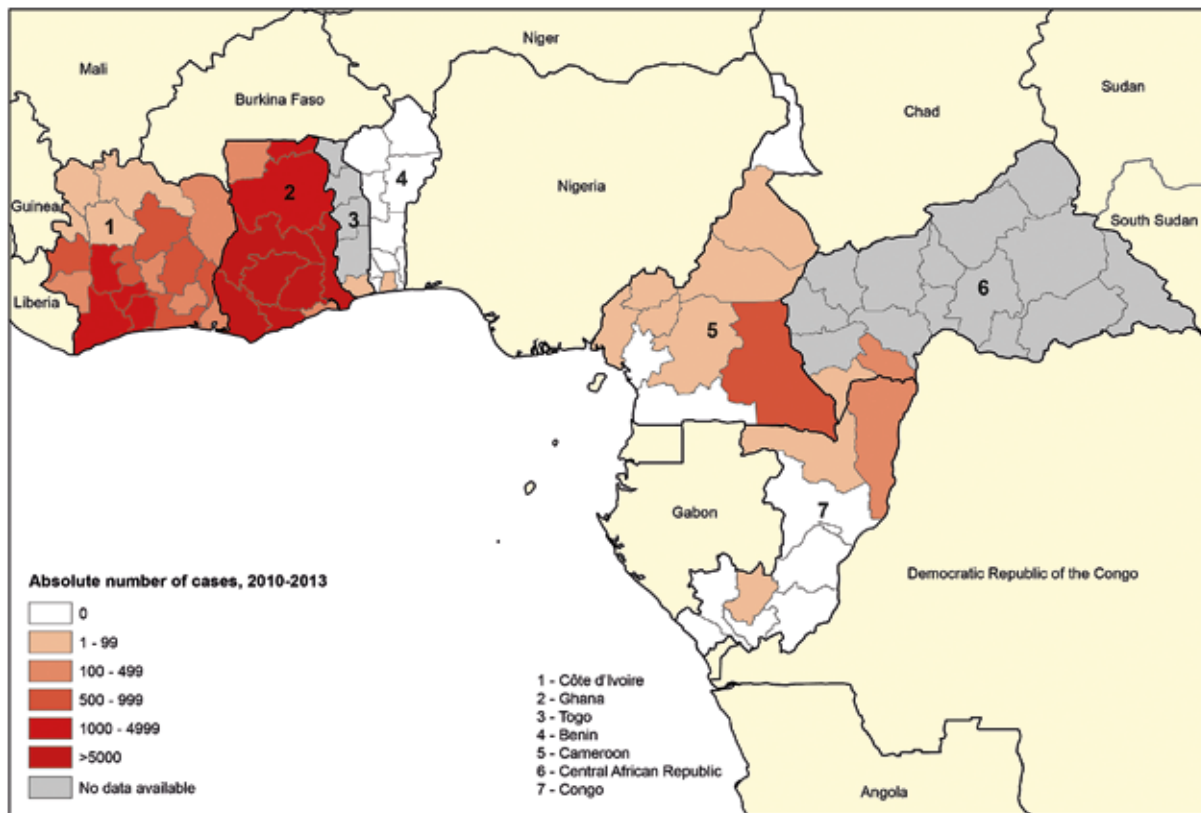 Mali
Niger
Burkina Faso
Chad
Sudan
Guinea
Nigeria
South Sudan
Liberia
1
2
3
4
5
6
7
Gabon
Democratic Republic of the Congo
Angola
Absolute number of cases, 2010-2013
0
1 - 99
100 - 499
500 - 999
1000 - 4999
>5000
No data available
1 - Côte d'Ivoire
2 - Ghana
3 - Togo
4 - Benin
5 - Cameroon
6 - Central African Republic
7 - Congo